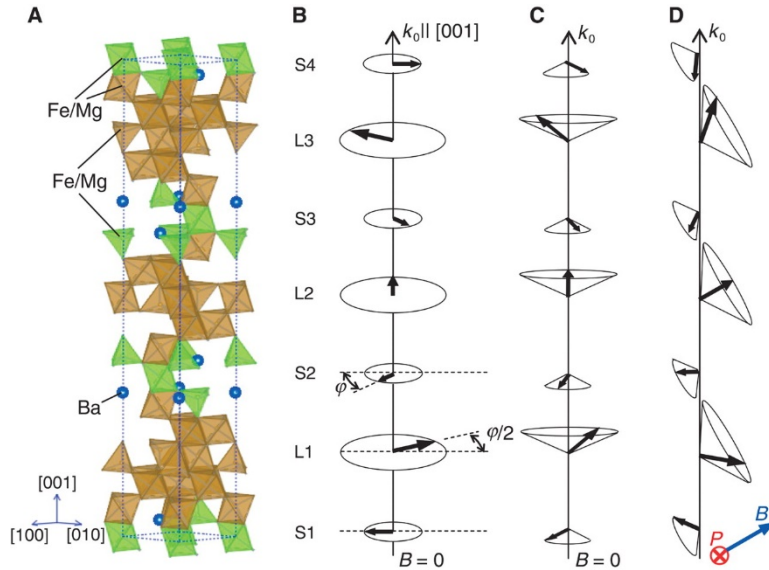 A
B
C
D
k₀|| [001]
k₀
k₀
Fe/Mg
Fe/Mg
Ba
[001]
[100]
[010]
S4
L3
S3
L2
S2
L1
S1
φ
φ/2
B = 0
B = 0
P
B